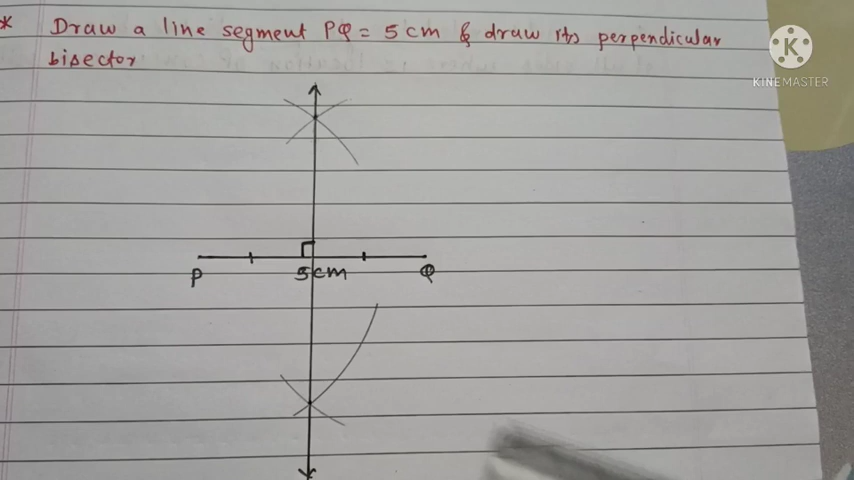 * Draw a line segment PQ = 5 cm & draw its perpendicular
bisector
K
KINEMASTER
P 5cm Q